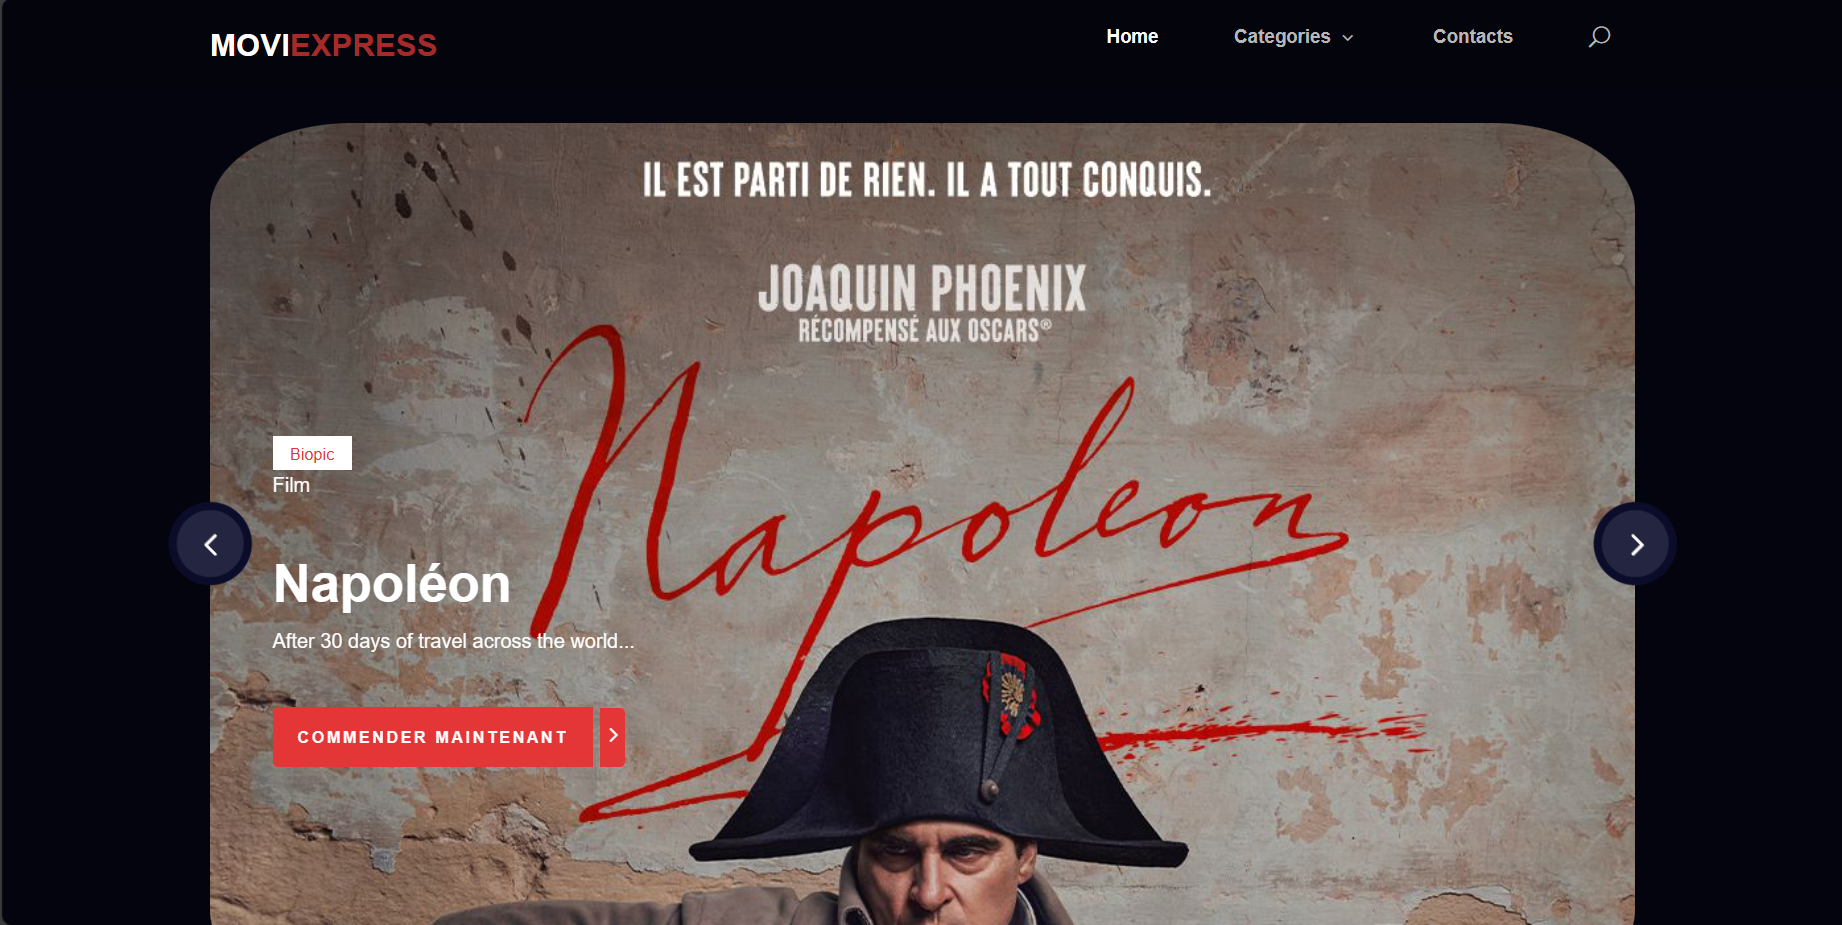 MOVIEXPRESS
Home Categories Contacts
IL EST PARTI DE RIEN. IL A TOUT CONQUIS.
JOAQUIN PHOENIX
RÉCOMPENSÉ AUX OSCARS®
Napoleon
Biopic
Film
Napoléon
After 30 days of travel across the world...
COMMENDER MAINTENANT